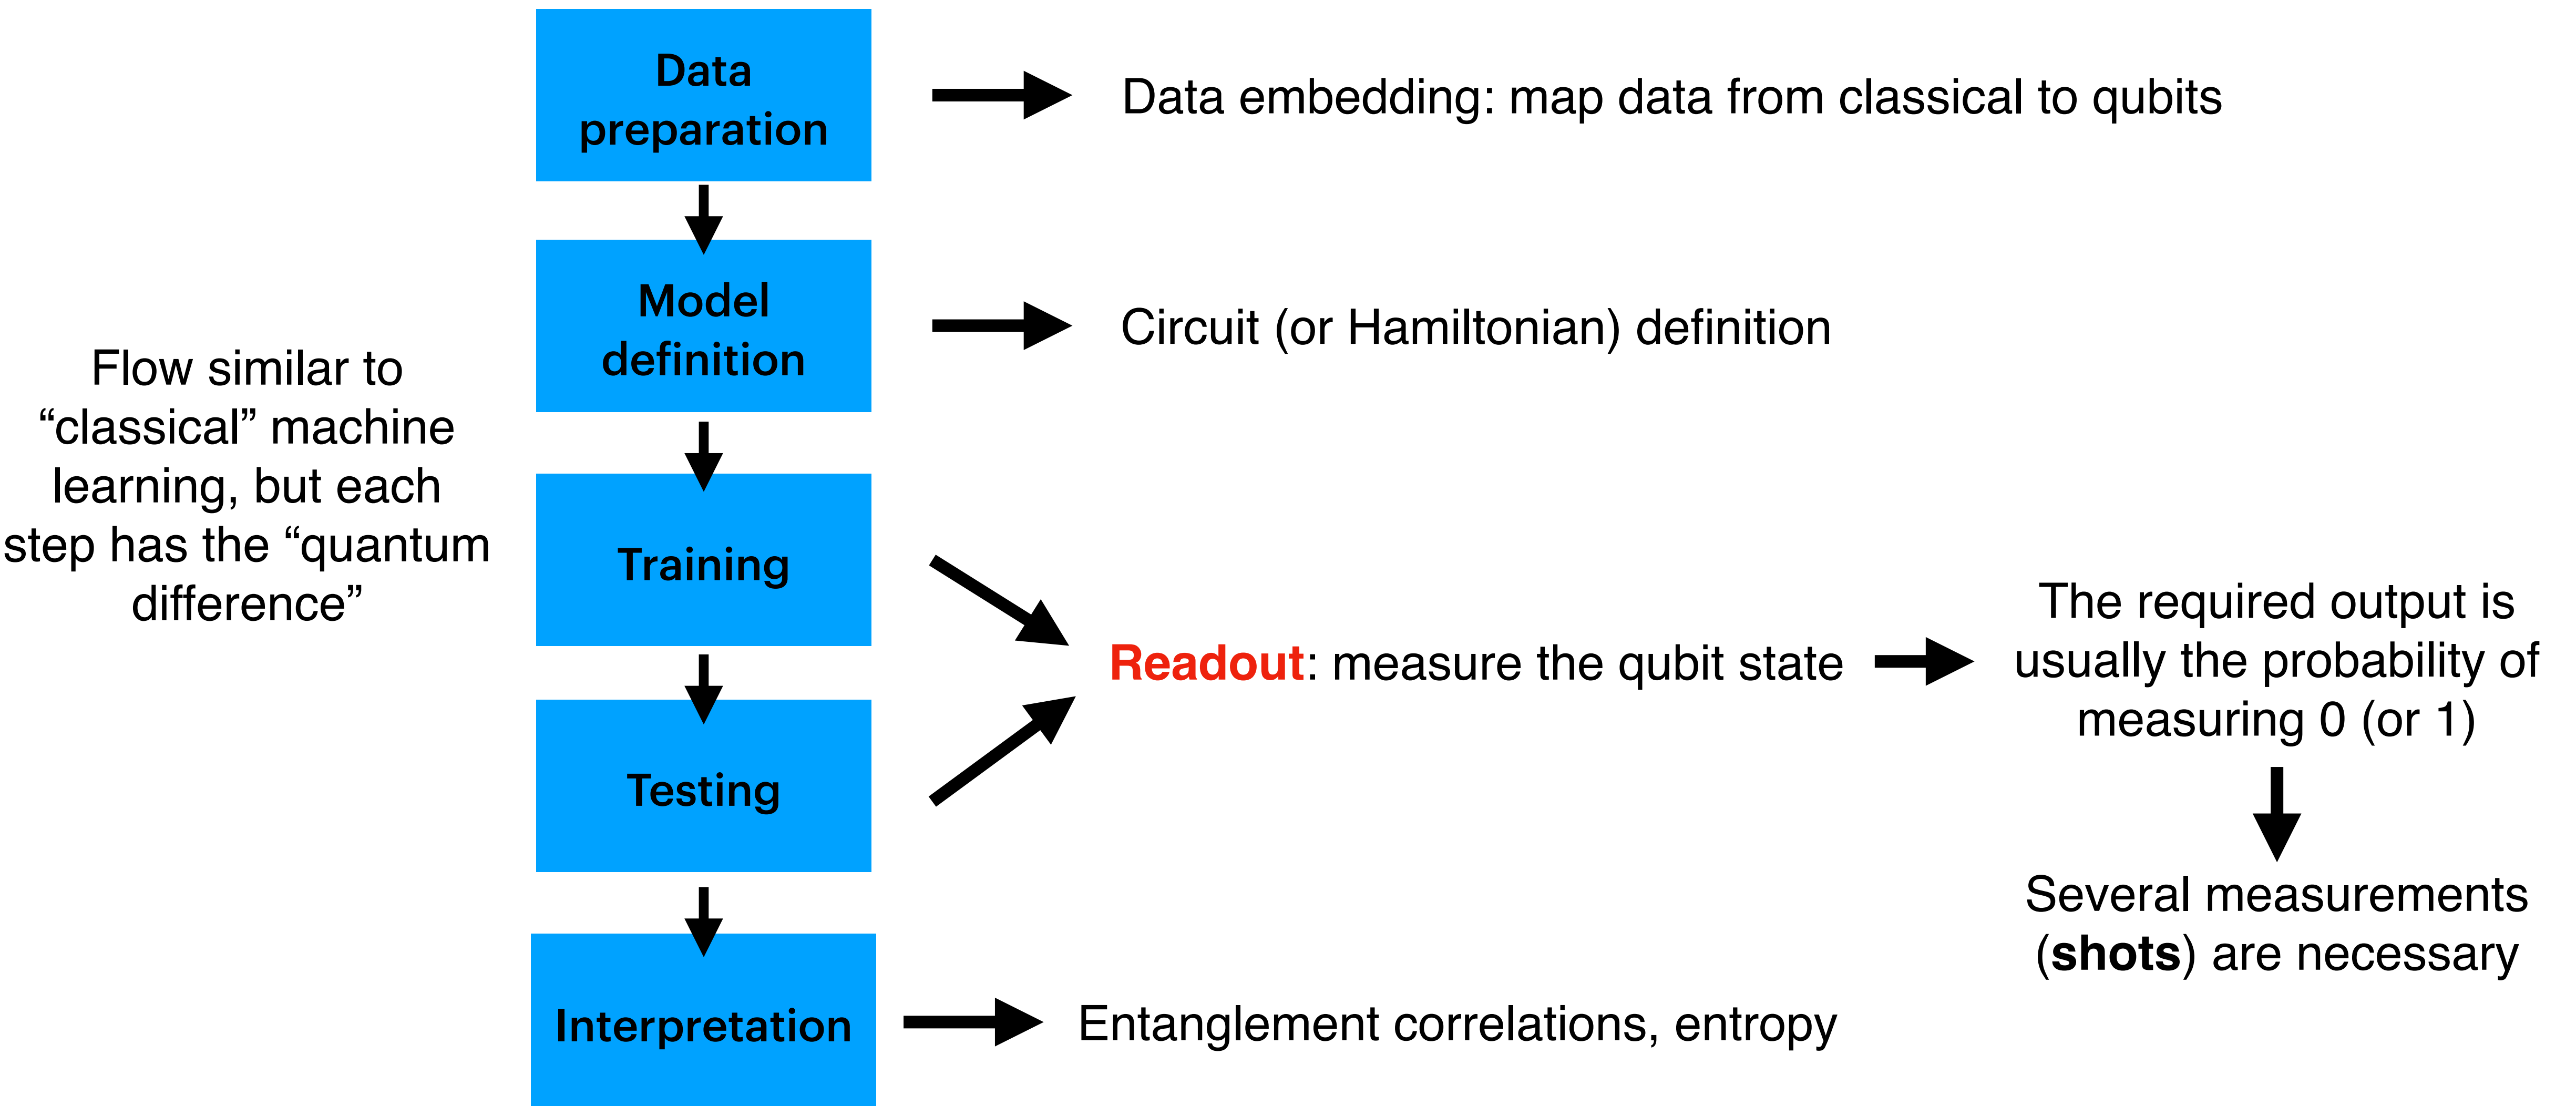 Data
preparation
Data embedding: map data from classical to qubits
Model
definition
Circuit (or Hamiltonian) definition
Flow similar to
“classical” machine
learning, but each
step has the “quantum
difference”
Training
Testing
Readout: measure the qubit state
The required output is
usually the probability of
measuring 0 (or 1)
Several measurements
(shots) are necessary
Interpretation
Entanglement correlations, entropy